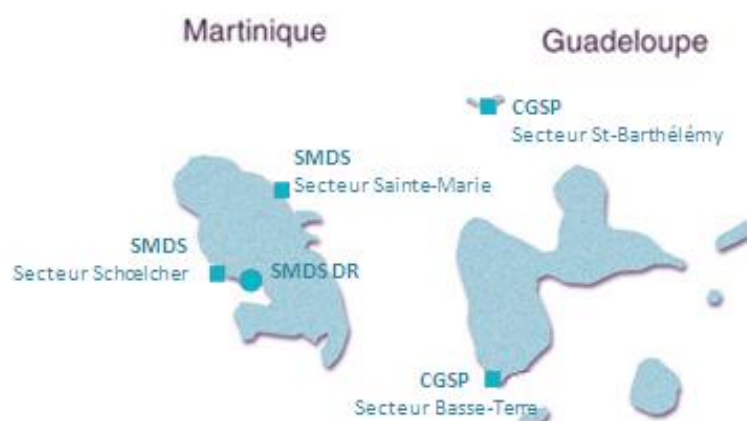 Martinique
Guadeloupe
CGSP
Secteur St-Barthélémy
SMDS
Secteur Sainte-Marie
SMDS
Secteur Schœlcher
SMDS DR
CGSP
Secteur Basse-Terre